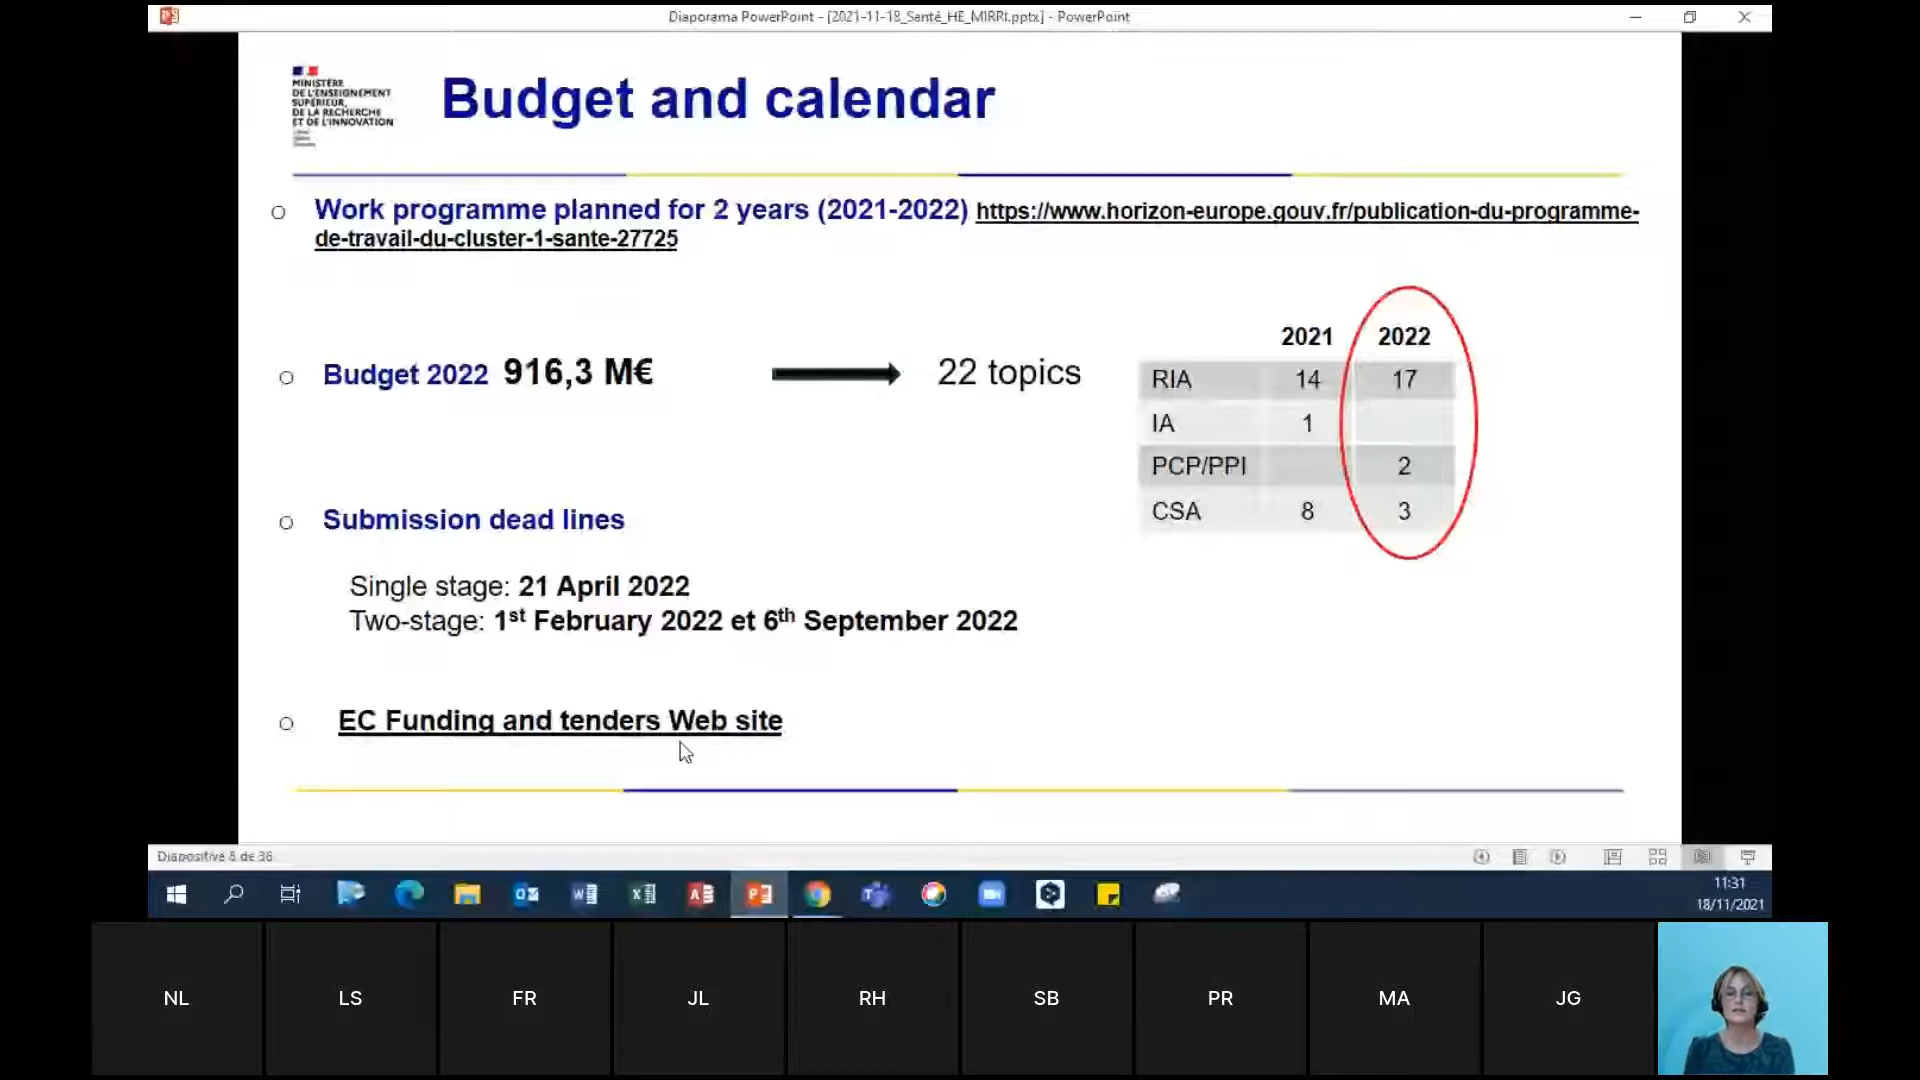 Diaporama PowerPoint - [2021-11-18_Santé_HE_MIRRI.pptx] - PowerPoint
MINISTÈRE
DE L'ENSEIGNEMENT
SUPÉRIEUR,
DE LA RECHERCHE
ET DE L'INNOVATION
Budget and calendar
Work programme planned for 2 years (2021-2022) https://www.horizon-europe.gouv.fr/publication-du-programme-
de-travail-du-cluster-1-sante-27725
2021 2022
Budget 2022 916,3 M€ 22 topics
RIA 14 17
IA 1
PCP/PPI 2
CSA 8 3
Submission dead lines
Single stage: 21 April 2022
Two-stage: 1st February 2022 et 6th September 2022
EC Funding and tenders Web site
Diapositive 8 de 36
11:31
18/11/2021
NL LS FR JL RH SB PR MA JG